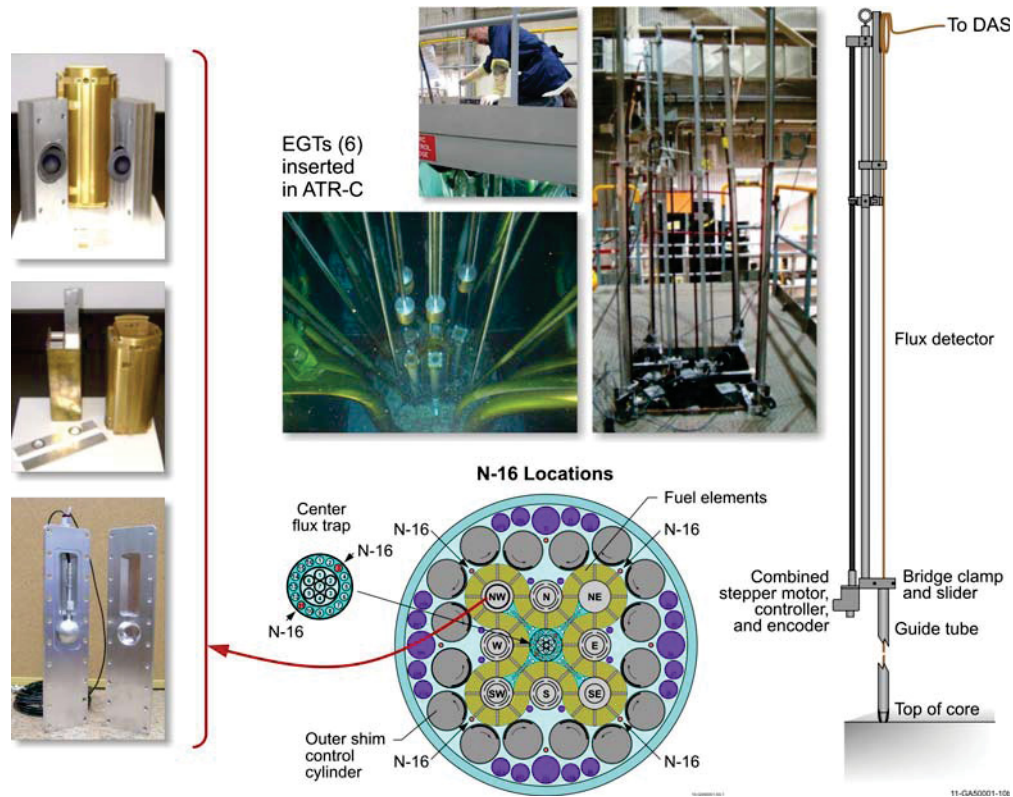 To DAS
EGTs (6)
inserted
in ATR-C
Flux detector
N-16 Locations
Center
flux trap
N-16
N-16
N-16
Fuel elements
N-16
NW
N
NE
W
E
SW
S
SE
Outer shim
control
cylinder
N-16
N-16
Combined
stepper motor,
controller,
and encoder
Bridge clamp
and slider
Guide tube
Top of core
11-GA50001-10b